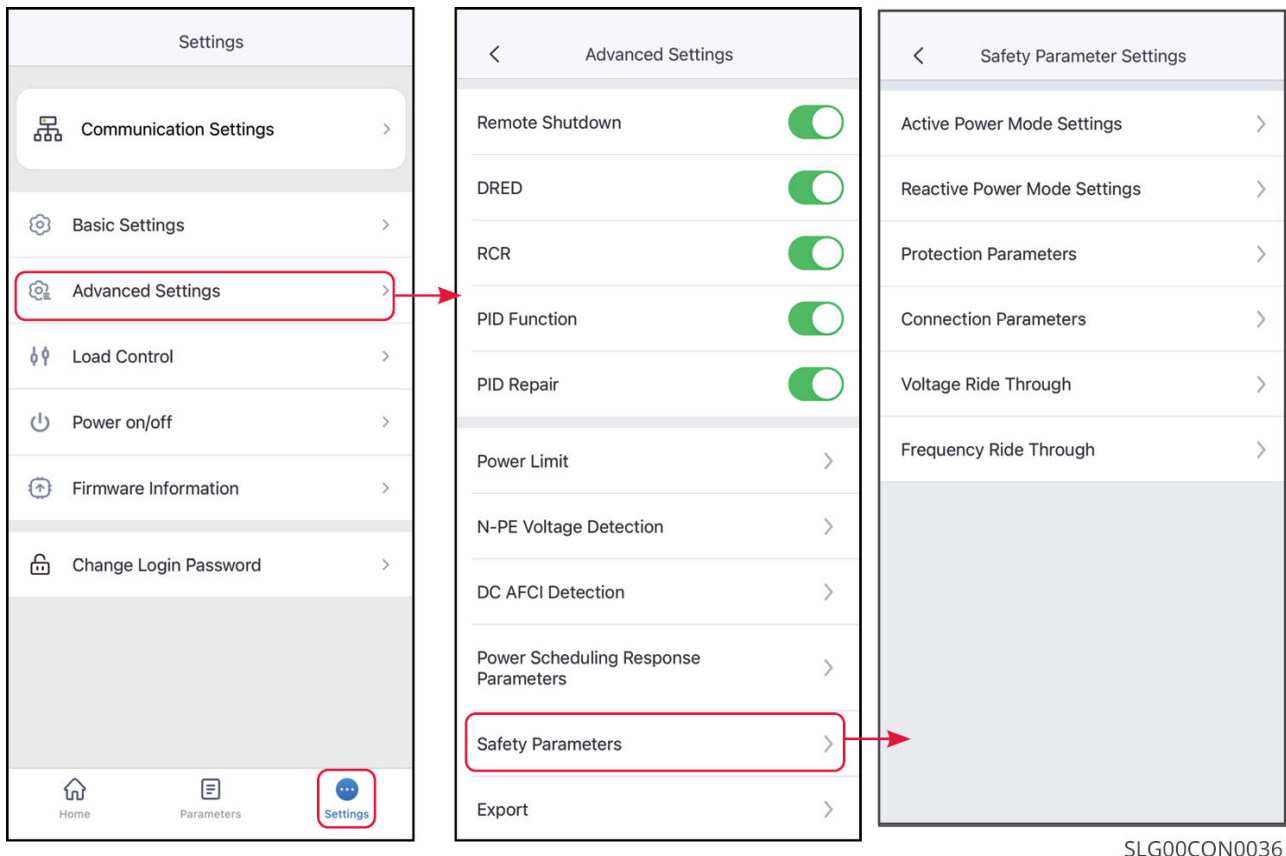 Settings
Communication Settings
Basic Settings
Advanced Settings
Load Control
Power on/off
Firmware Information
Change Login Password
Home
Parameters
Settings
Advanced Settings
Remote Shutdown
DRED
RCR
PID Function
PID Repair
Power Limit
N-PE Voltage Detection
DC AFCI Detection
Power Scheduling Response
Parameters
Safety Parameters
Export
Safety Parameter Settings
Active Power Mode Settings
Reactive Power Mode Settings
Protection Parameters
Connection Parameters
Voltage Ride Through
Frequency Ride Through
SLG00CON0036